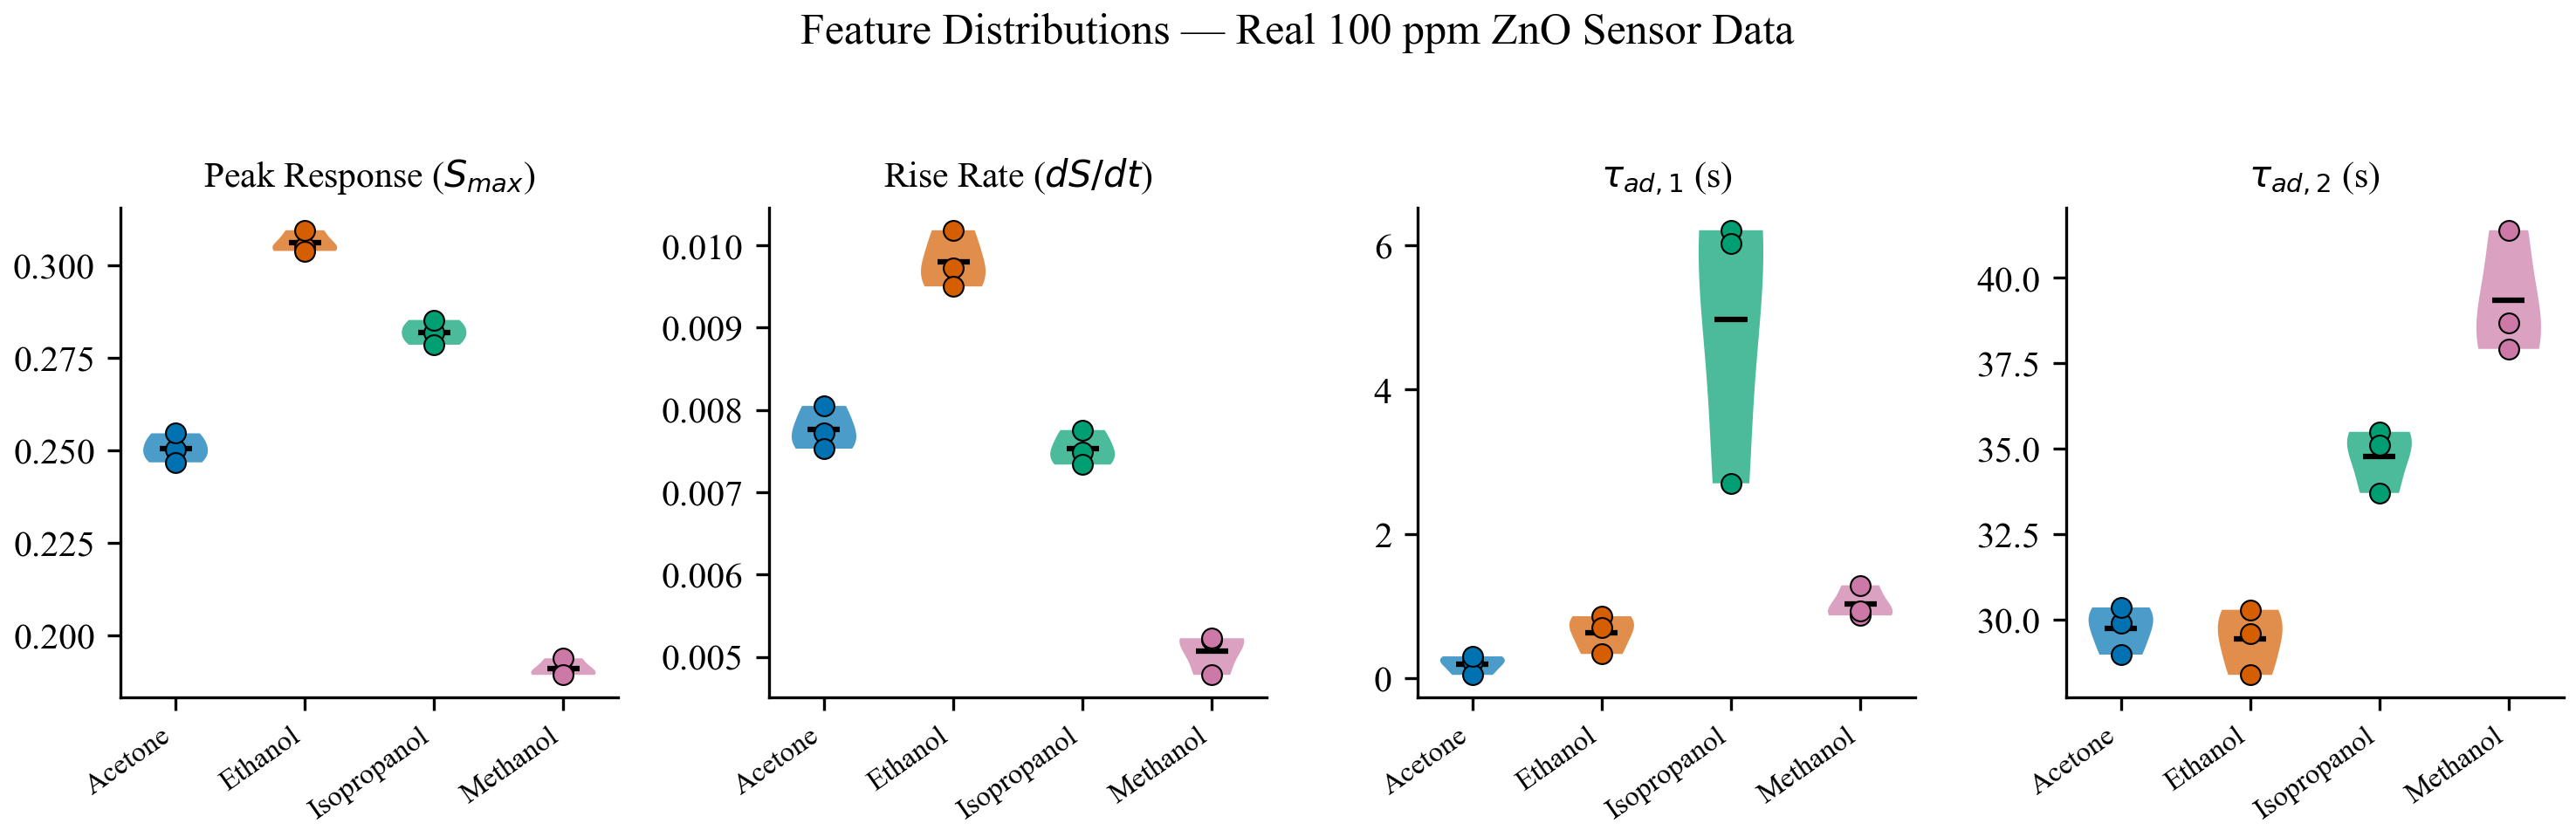 Feature Distributions — Real 100 ppm ZnO Sensor Data
Peak Response (S_max)
0.300
0.275
0.250
0.225
0.200
Acetone
Ethanol
Isopropanol
Methanol
Rise Rate (dS/dt)
0.010
0.009
0.008
0.007
0.006
0.005
Acetone
Ethanol
Isopropanol
Methanol
τ_ad, 1 (s)
6
4
2
0
Acetone
Ethanol
Isopropanol
Methanol
τ_ad, 2 (s)
40.0
37.5
35.0
32.5
30.0
Acetone
Ethanol
Isopropanol
Methanol